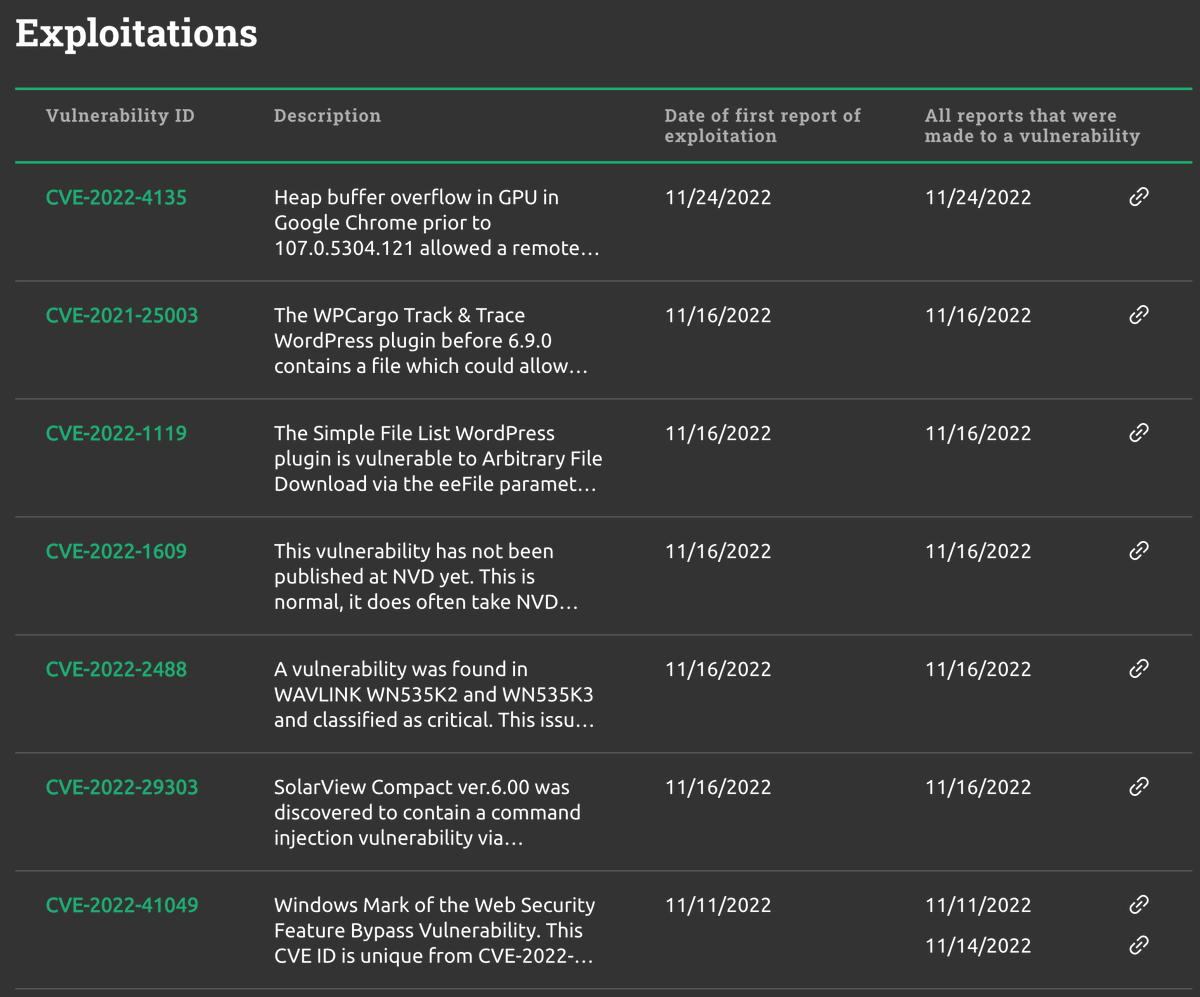 Exploitations
Vulnerability ID
Description
Date of first report of
exploitation
All reports that were
made to a vulnerability
CVE-2022-4135
Heap buffer overflow in GPU in
Google Chrome prior to
107.0.5304.121 allowed a remote…
11/24/2022
11/24/2022
CVE-2021-25003
The WPCargo Track & Trace
WordPress plugin before 6.9.0
contains a file which could allow…
11/16/2022
11/16/2022
CVE-2022-1119
The Simple File List WordPress
plugin is vulnerable to Arbitrary File
Download via the eeFile paramet…
11/16/2022
11/16/2022
CVE-2022-1609
This vulnerability has not been
published at NVD yet. This is
normal, it does often take NVD…
11/16/2022
11/16/2022
CVE-2022-2488
A vulnerability was found in
WAVLINK WN535K2 and WN535K3
and classified as critical. This issu…
11/16/2022
11/16/2022
CVE-2022-29303
SolarView Compact ver.6.00 was
discovered to contain a command
injection vulnerability via…
11/16/2022
11/16/2022
CVE-2022-41049
Windows Mark of the Web Security
Feature Bypass Vulnerability. This
CVE ID is unique from CVE-2022-…
11/11/2022
11/11/2022
11/14/2022